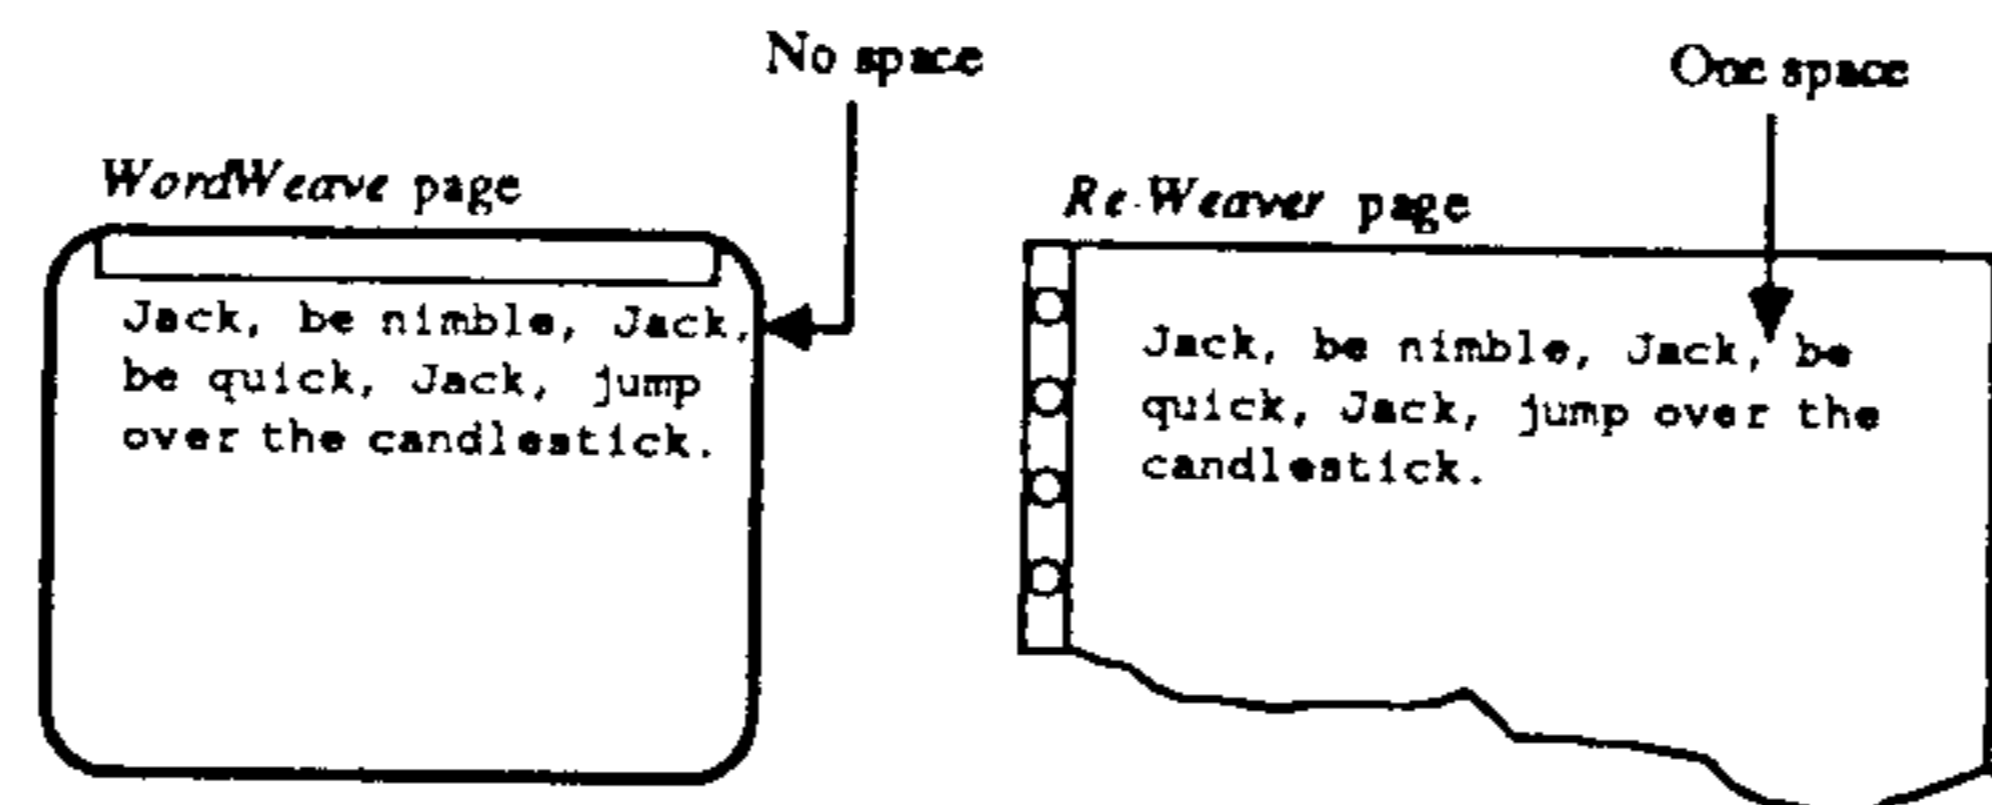 No space
WordWeave page
Jack, be nimble, Jack,
be quick, Jack, jump
over the candlestick.
One space
Re-Weaver page
Jack, be nimble, Jack, be
quick, Jack, jump over the
candlestick.